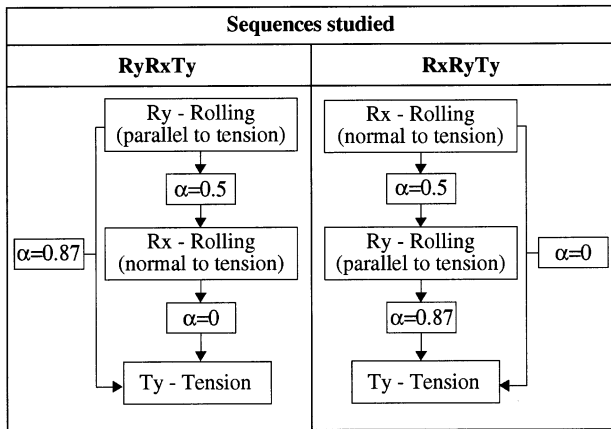 Sequences studied
RyRxTy
Ry - Rolling
(parallel to tension)
α=0.5
α=0.87
Rx - Rolling
(normal to tension)
α=0
Ty - Tension
RxRyTy
Rx - Rolling
(normal to tension)
α=0.5
Ry - Rolling
(parallel to tension)
α=0
α=0.87
Ty - Tension